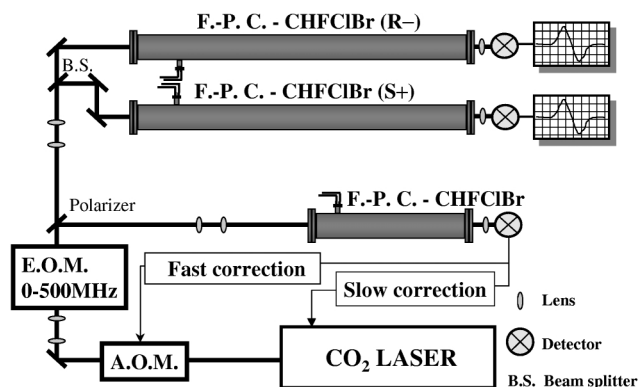 F.-P. C. - CHFClBr (R−)
B.S.
F.-P. C. - CHFClBr (S+)
Polarizer
F.-P. C. - CHFClBr
E.O.M.
0-500MHz
Fast correction
Slow correction
Lens
A.O.M.
CO₂ LASER
Detector
B.S. Beam splitter